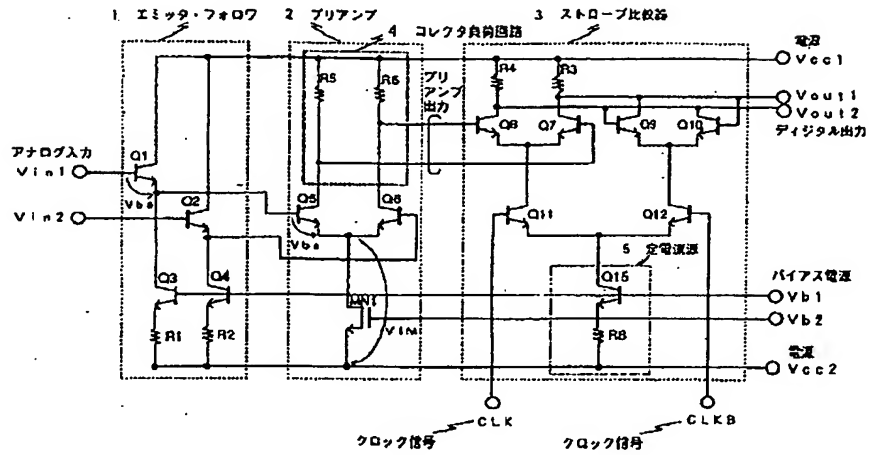 1 エミッタ・フォロワ
2 プリアンプ
3 ストローブ比較器
4 コレクタ負荷回路
電源
Vcc1
R5
R6
R4
R3
プリ
アンプ
出力
Vout1
Vout2
ディジタル出力
Q8
Q7
Q9
Q10
アナログ入力
Vin1
Q1
Vbe
Vin2
Q2
Q5
Q6
Vbe
Q11
Q12
5 定電流源
Q3
Q4
Q15
バイアス電源
Vb1
MN1
VIM
Vb2
R1
R2
R8
電源
Vcc2
CLK
CLKB
クロック信号
クロック信号